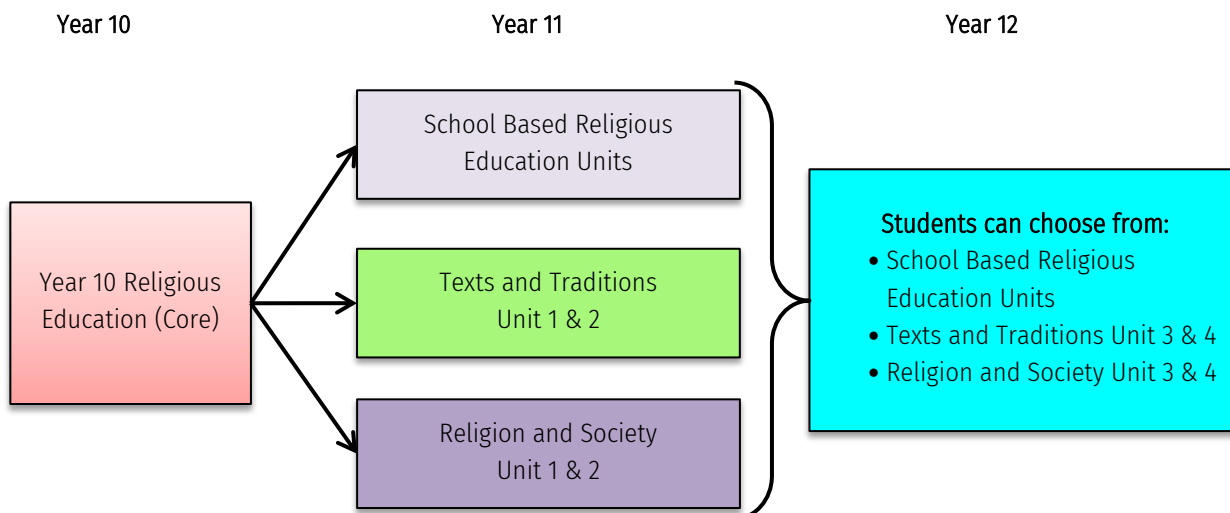 Year 10
Year 11
Year 12
Year 10 Religious
Education (Core)
School Based Religious
Education Units
Texts and Traditions
Unit 1 & 2
Religion and Society
Unit 1 & 2
Students can choose from:
• School Based Religious
Education Units
• Texts and Traditions Unit 3 & 4
• Religion and Society Unit 3 & 4